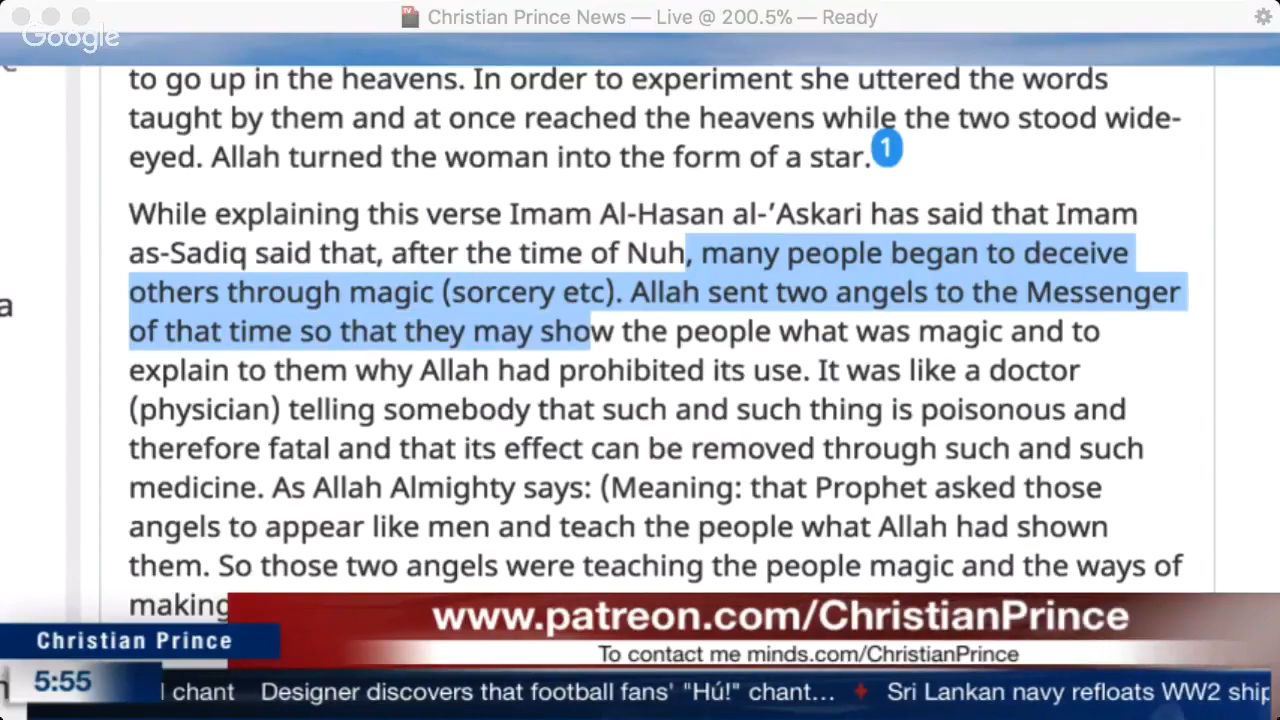 Christian Prince News — Live @ 200.5% — Ready
Google
to go up in the heavens. In order to experiment she uttered the words
taught by them and at once reached the heavens while the two stood wide-
eyed. Allah turned the woman into the form of a star.1
While explaining this verse Imam Al-Hasan al-’Askari has said that Imam
as-Sadiq said that, after the time of Nuh, many people began to deceive
others through magic (sorcery etc). Allah sent two angels to the Messenger
a
of that time so that they may show the people what was magic and to
explain to them why Allah had prohibited its use. It was like a doctor
(physician) telling somebody that such and such thing is poisonous and
therefore fatal and that its effect can be removed through such and such
medicine. As Allah Almighty says: (Meaning: that Prophet asked those
angels to appear like men and teach the people what Allah had shown
them. So those two angels were teaching the people magic and the ways of
making
www.patreon.com/ChristianPrince
Christian Prince
To contact me minds.com/ChristianPrince
5:55
l chant Designer discovers that football fans' "Hú!" chant... Sri Lankan navy refloats WW2 ship